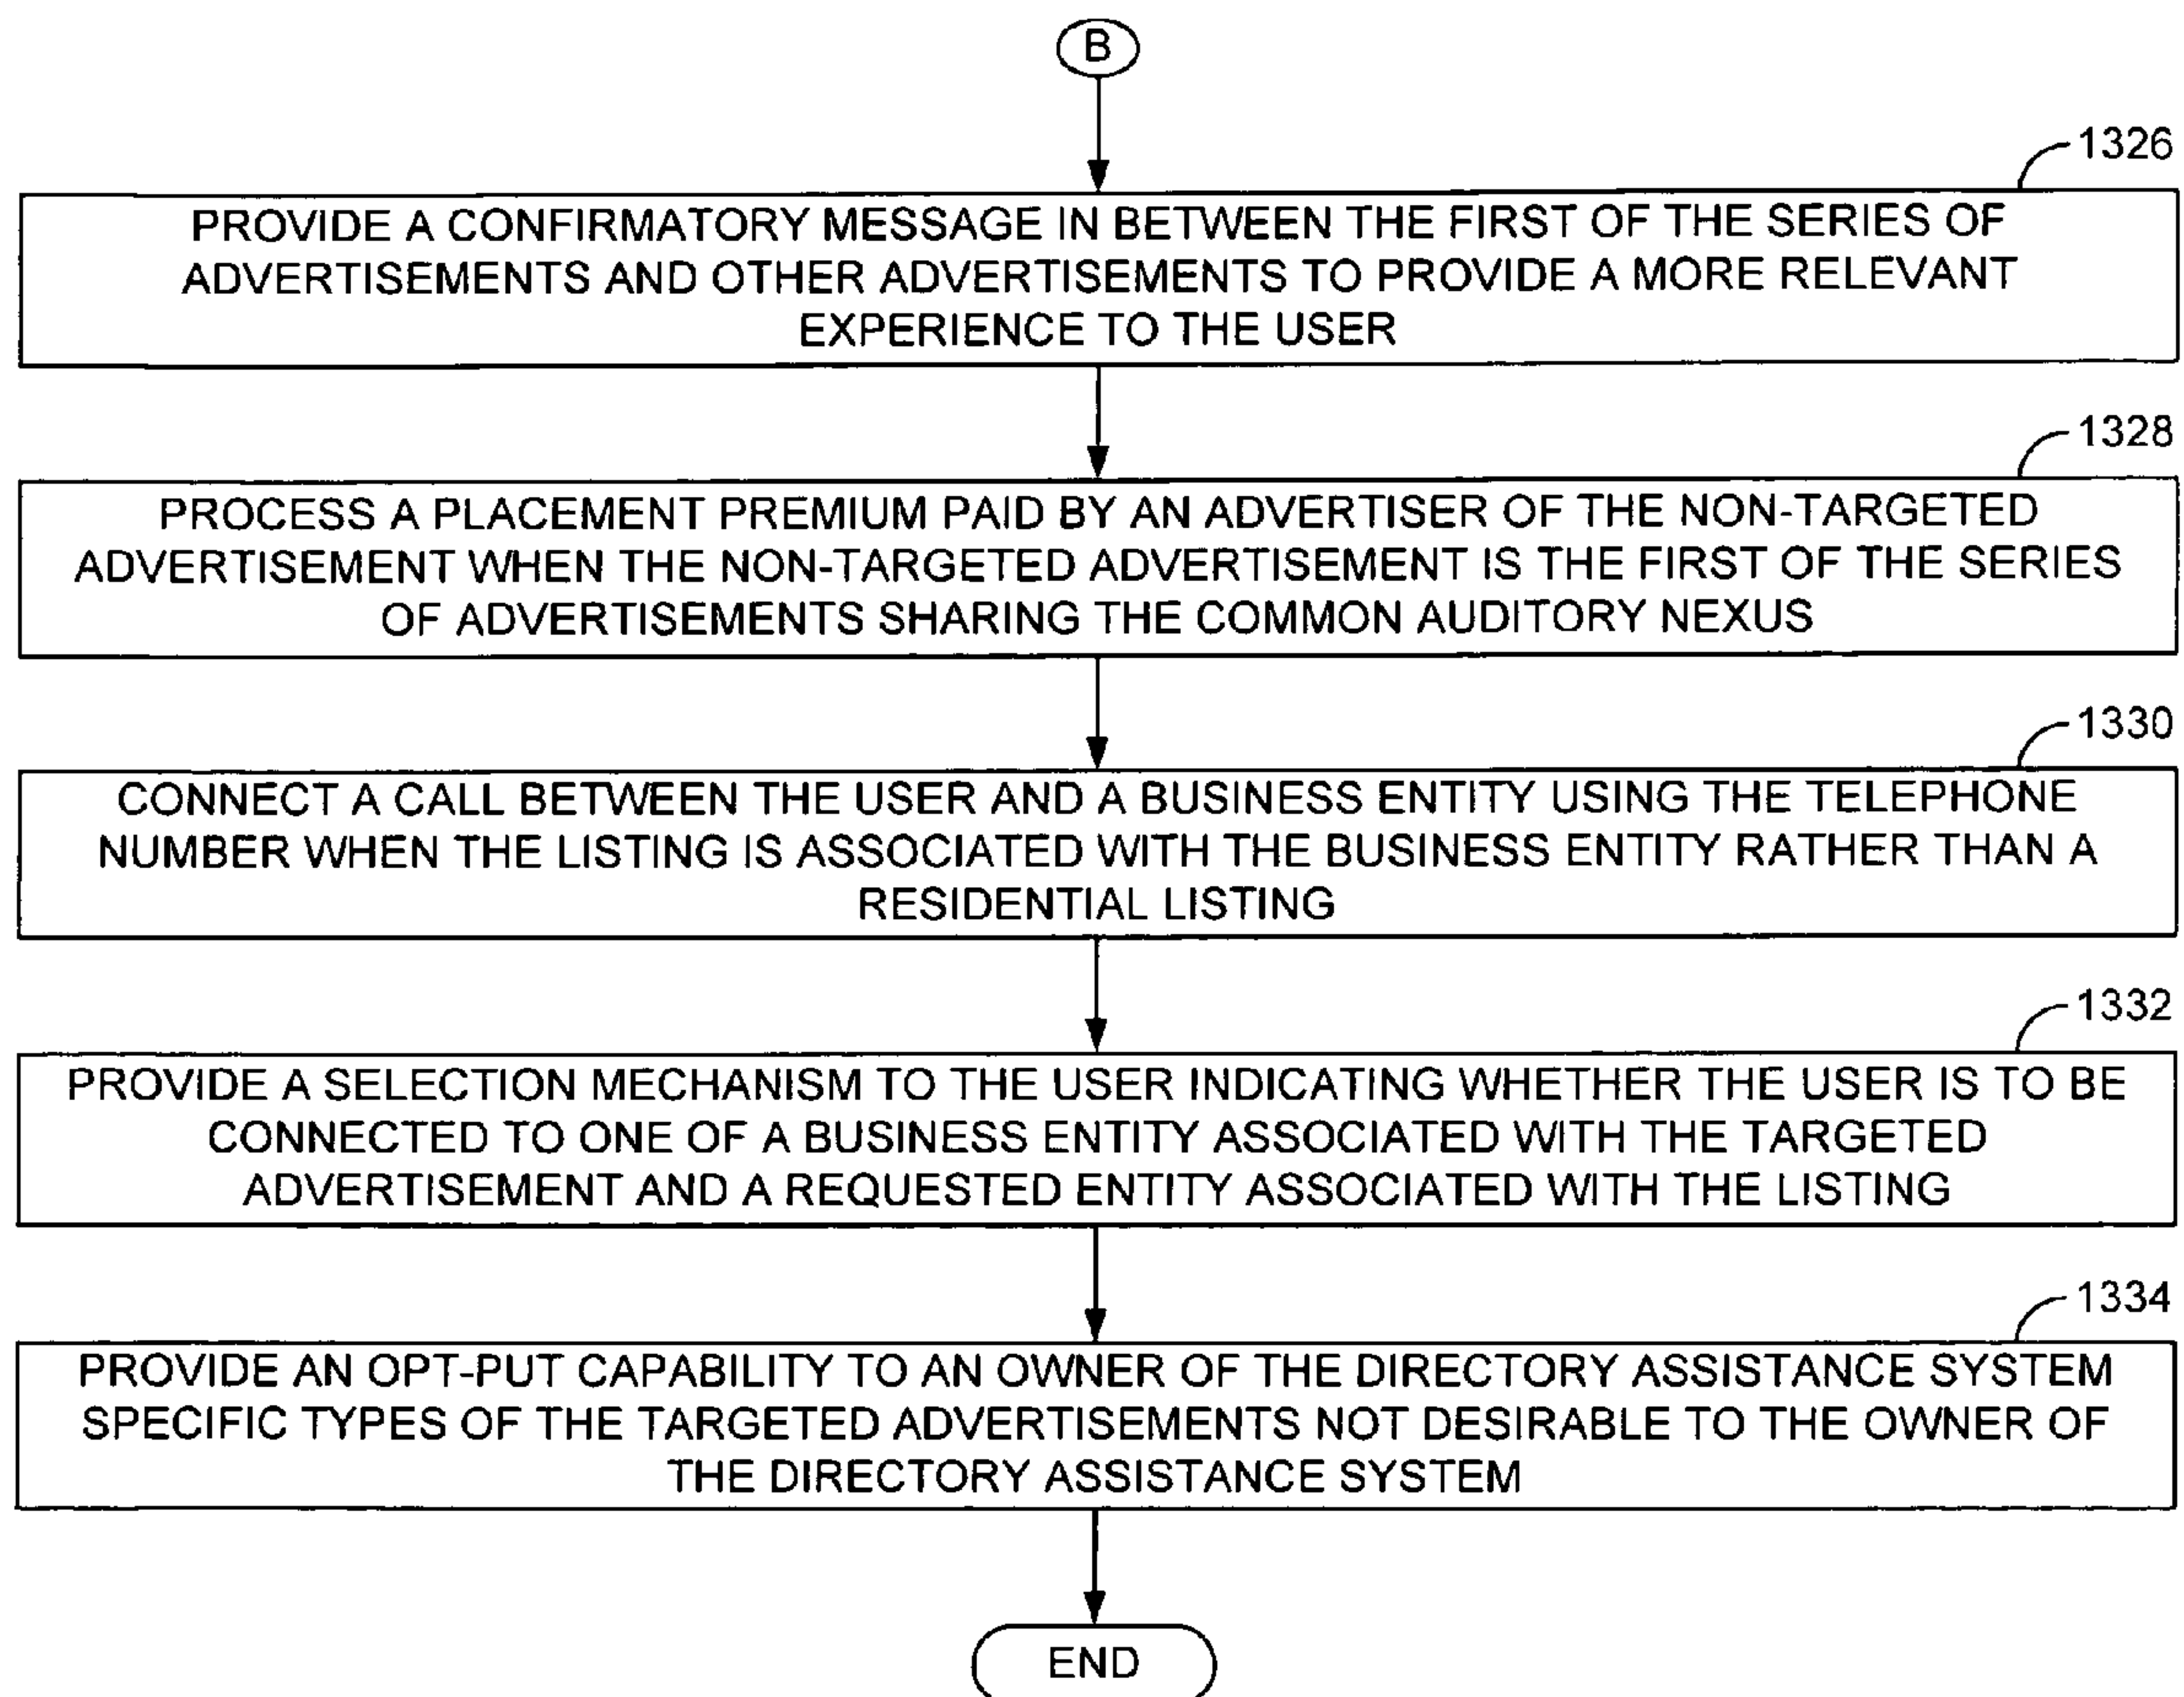 B
1326
PROVIDE A CONFIRMATORY MESSAGE IN BETWEEN THE FIRST OF THE SERIES OF
ADVERTISEMENTS AND OTHER ADVERTISEMENTS TO PROVIDE A MORE RELEVANT
EXPERIENCE TO THE USER
1328
PROCESS A PLACEMENT PREMIUM PAID BY AN ADVERTISER OF THE NON-TARGETED
ADVERTISEMENT WHEN THE NON-TARGETED ADVERTISEMENT IS THE FIRST OF THE SERIES
OF ADVERTISEMENTS SHARING THE COMMON AUDITORY NEXUS
1330
CONNECT A CALL BETWEEN THE USER AND A BUSINESS ENTITY USING THE TELEPHONE
NUMBER WHEN THE LISTING IS ASSOCIATED WITH THE BUSINESS ENTITY RATHER THAN A
RESIDENTIAL LISTING
1332
PROVIDE A SELECTION MECHANISM TO THE USER INDICATING WHETHER THE USER IS TO BE
CONNECTED TO ONE OF A BUSINESS ENTITY ASSOCIATED WITH THE TARGETED
ADVERTISEMENT AND A REQUESTED ENTITY ASSOCIATED WITH THE LISTING
1334
PROVIDE AN OPT-PUT CAPABILITY TO AN OWNER OF THE DIRECTORY ASSISTANCE SYSTEM
SPECIFIC TYPES OF THE TARGETED ADVERTISEMENTS NOT DESIRABLE TO THE OWNER OF
THE DIRECTORY ASSISTANCE SYSTEM
END